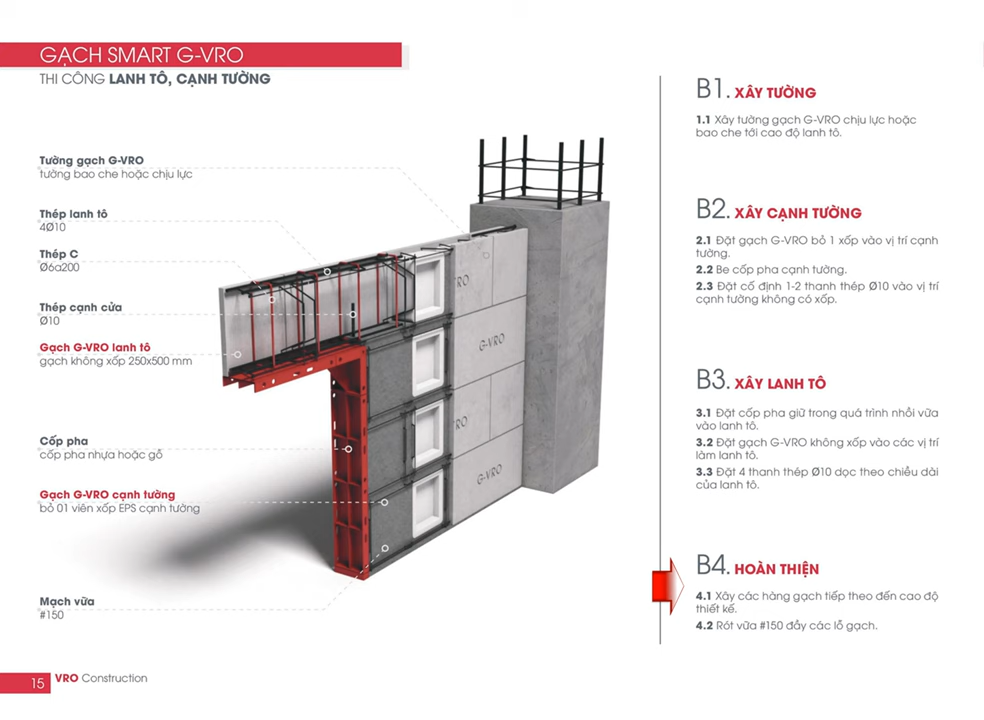 GẠCH SMART G-VRO
THI CÔNG LANH TÔ, CẠNH TƯỜNG
Tường gạch G-VRO
tường bao che hoặc chịu lực
Thép lanh tô
4Ø10
Thép C
Ø6a200
Thép cạnh cửa
Ø10
Gạch G-VRO lanh tô
gạch không xốp 250x500 mm
Cốp pha
cốp pha nhựa hoặc gỗ
Gạch G-VRO cạnh tường
bỏ 01 viên xốp EPS cạnh tường
Mạch vữa
#150
RO
G-VRO
RO
G-VRO
B1. XÂY TƯỜNG
1.1 Xây tường gạch G-VRO chịu lực hoặc
bao che tới cao độ lanh tô.
B2. XÂY CẠNH TƯỜNG
2.1 Đặt gạch G-VRO bỏ 1 xốp vào vị trí cạnh
tường.
2.2 Be cốp pha cạnh tường.
2.3 Đặt cố định 1-2 thanh thép Ø10 vào vị trí
cạnh tường không có xốp.
B3. XÂY LANH TÔ
3.1 Đặt cốp pha giữ trong quá trình nhồi vữa
vào lanh tô.
3.2 Đặt gạch G-VRO không xốp vào các vị trí
làm lanh tô.
3.3 Đặt 4 thanh thép Ø10 dọc theo chiều dài
của lanh tô.
B4. HOÀN THIỆN
4.1 Xây các hàng gạch tiếp theo đến cao độ
thiết kế.
4.2 Rót vữa #150 đầy các lỗ gạch.
15 VRO Construction